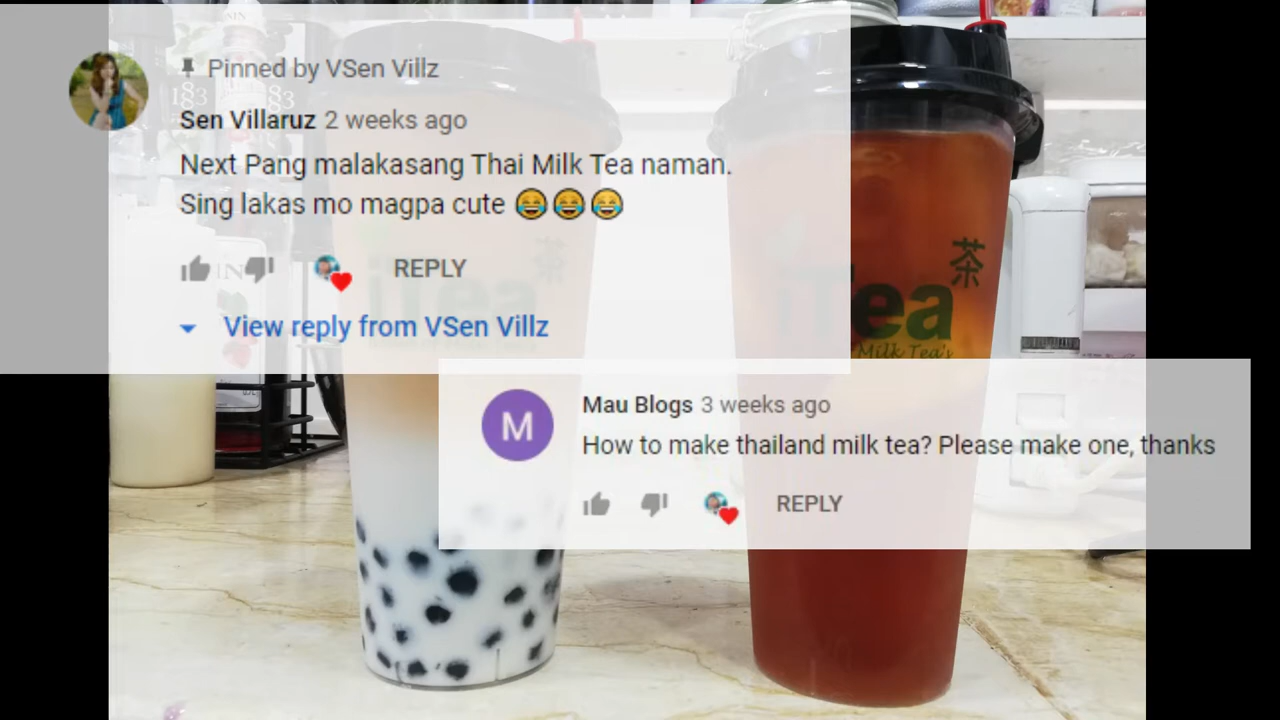 Pinned by VSen Villz
Sen Villaruz 2 weeks ago
Next Pang malakasang Thai Milk Tea naman.
Sing lakas mo magpa cute 😂😂😂
REPLY
View reply from VSen Villz
茶
iTea
茶
iTea
Milk Tea's
M
Mau Blogs 3 weeks ago
How to make thailand milk tea? Please make one, thanks
REPLY